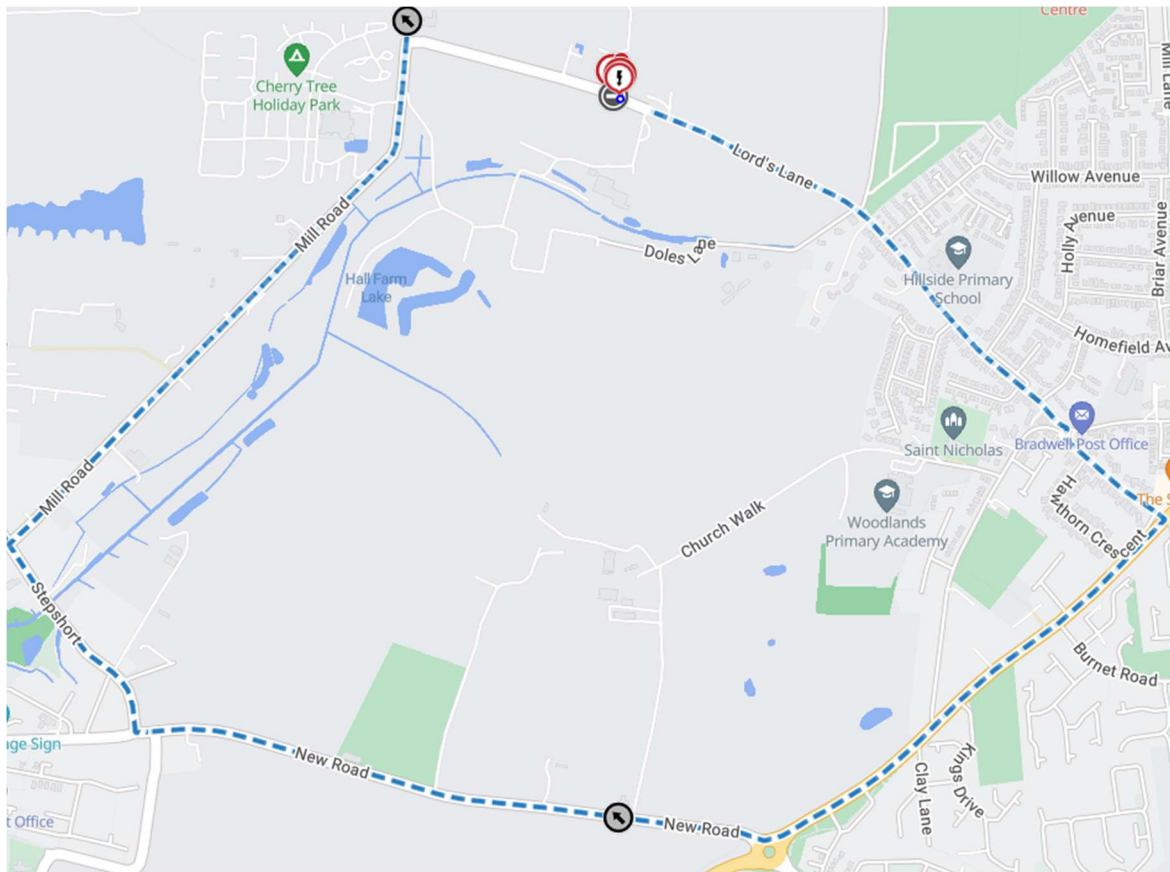 Centre
Mill Lane
Cherry Tree
Holiday Park
Lord's Lane
Willow Avenue
Holly Avenue
Briar Avenue
Mill Road
Doles Lane
Hall Farm
Lake
Hillside Primary
School
Homefield Av
Saint Nicholas
Bradwell Post Office
Mill Road
The S
Church Walk
Woodlands
Primary Academy
Hawthorn Crescent
Stepshort
Burnet Road
age Sign
New Road
Kings Drive
Clay Lane
t Office
New Road